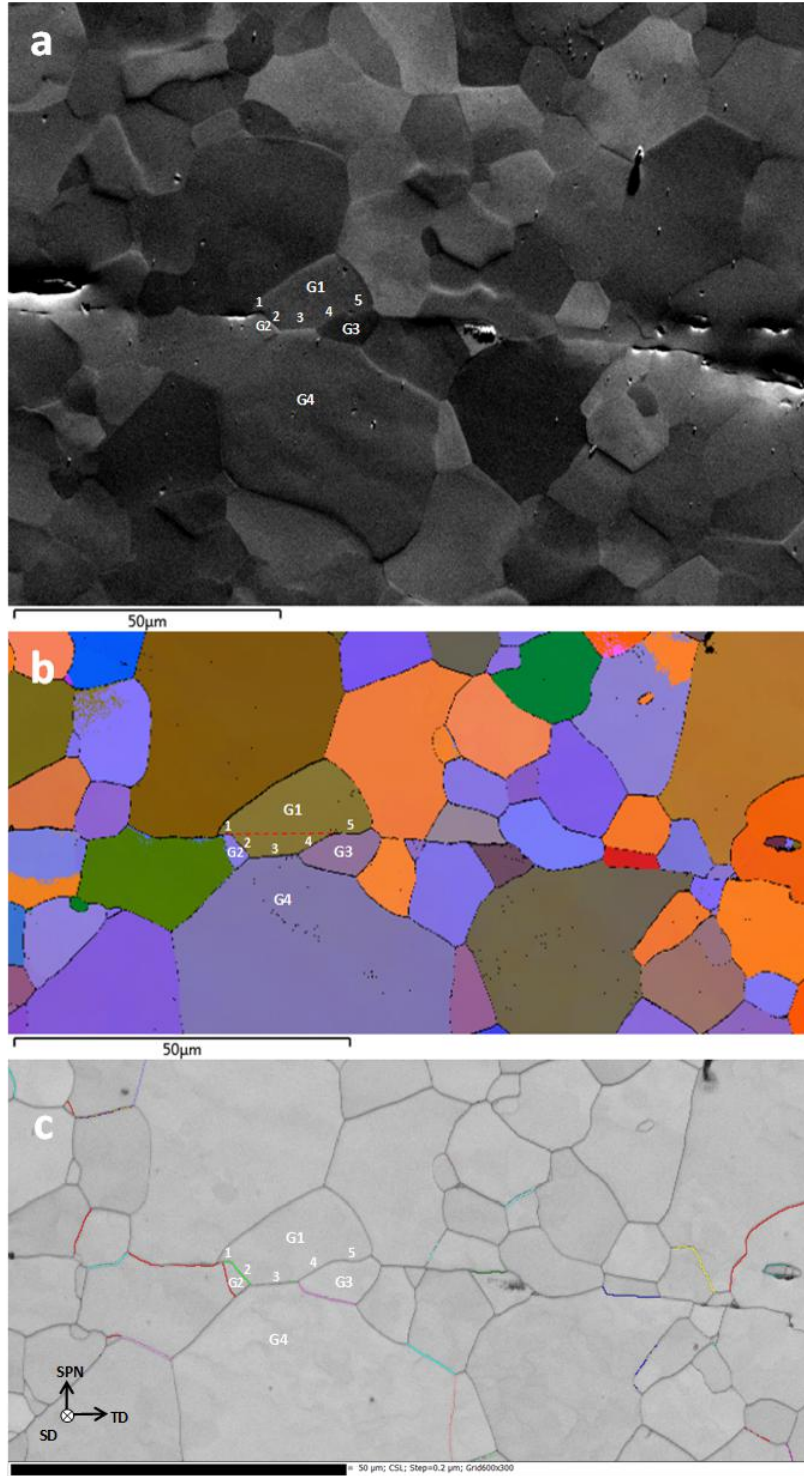 a
G1
1
5
2
3
4
G2
G3
G4
50µm
b
G1
1
5
2
3
4
G2
G3
G4
50µm
c
G1
1
5
2
3
4
G2
G3
G4
SPN
TD
SD
= 50 µm; CSL; Step=0.2 µm; Grid600x300